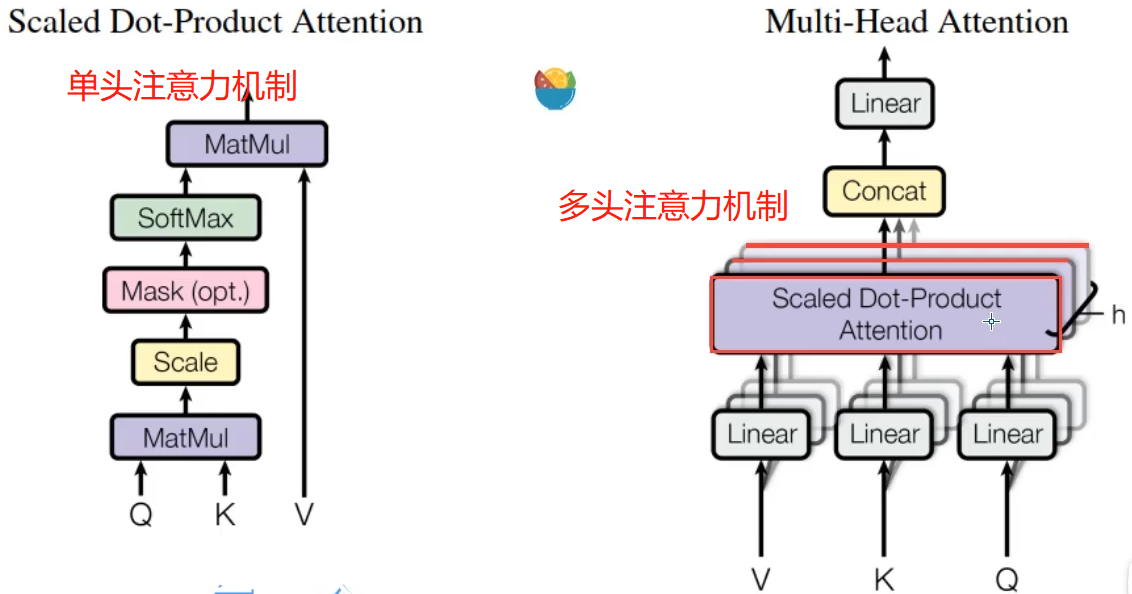 Scaled Dot-Product Attention
单头注意力机制
MatMul
SoftMax
Mask (opt.)
Scale
MatMul
Q K V
Multi-Head Attention
Linear
Concat
多头注意力机制
Scaled Dot-Product
Attention
h
Linear Linear Linear
V K Q